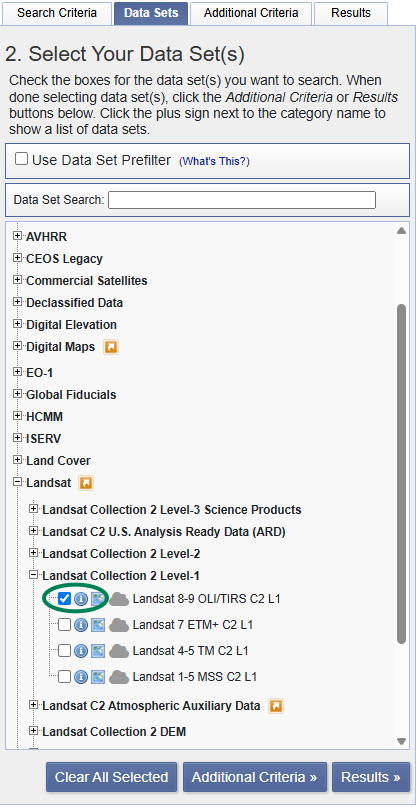 Search Criteria Data Sets Additional Criteria Results
2. Select Your Data Set(s)
Check the boxes for the data set(s) you want to search. When
done selecting data set(s), click the Additional Criteria or Results
buttons below. Click the plus sign next to the category name to
show a list of data sets.
Use Data Set Prefilter (What's This?)
Data Set Search:
AVHRR
CEOS Legacy
Commercial Satellites
Declassified Data
Digital Elevation
Digital Maps
EO-1
Global Fiducials
HCMM
ISERV
Land Cover
Landsat
Landsat Collection 2 Level-3 Science Products
Landsat C2 U.S. Analysis Ready Data (ARD)
Landsat Collection 2 Level-2
Landsat Collection 2 Level-1
Landsat 8-9 OLI/TIRS C2 L1
Landsat 7 ETM+ C2 L1
Landsat 4-5 TM C2 L1
Landsat 1-5 MSS C2 L1
Landsat C2 Atmospheric Auxiliary Data
Landsat Collection 2 DEM
Clear All Selected Additional Criteria » Results »